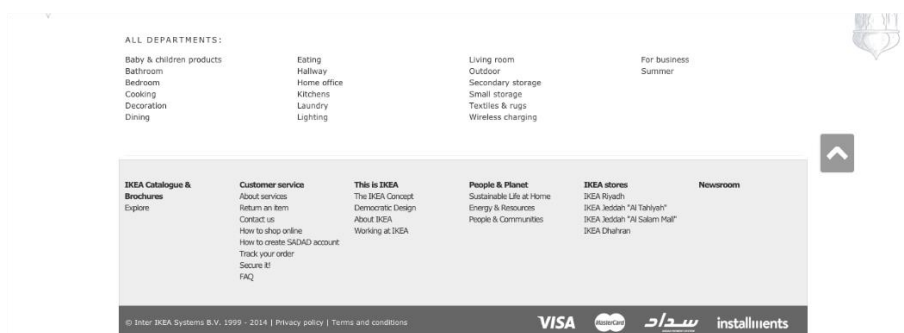 ALL DEPARTMENTS:
Baby & children products
Bathroom
Bedroom
Cooking
Decoration
Dining
Eating
Hallway
Home office
Kitchens
Laundry
Lighting
Living room
Outdoor
Secondary storage
Small storage
Textiles & rugs
Wireless charging
For business
Summer
IKEA Catalogue &
Brochures
Explore
Customer service
About services
Return an item
Contact us
How to shop online
How to create SADAD account
Track your order
Secure it!
FAQ
This is IKEA
The IKEA Concept
Democratic Design
About IKEA
Working at IKEA
People & Planet
Sustainable Life at Home
Energy & Resources
People & Communities
IKEA stores
IKEA Riyadh
IKEA Jeddah "Al Tahlyah"
IKEA Jeddah "Al Salam Mall"
IKEA Dhahran
Newsroom
© Inter IKEA Systems B.V. 1999 - 2014 | Privacy policy | Terms and conditions
VISA
MasterCard
سداد
installments